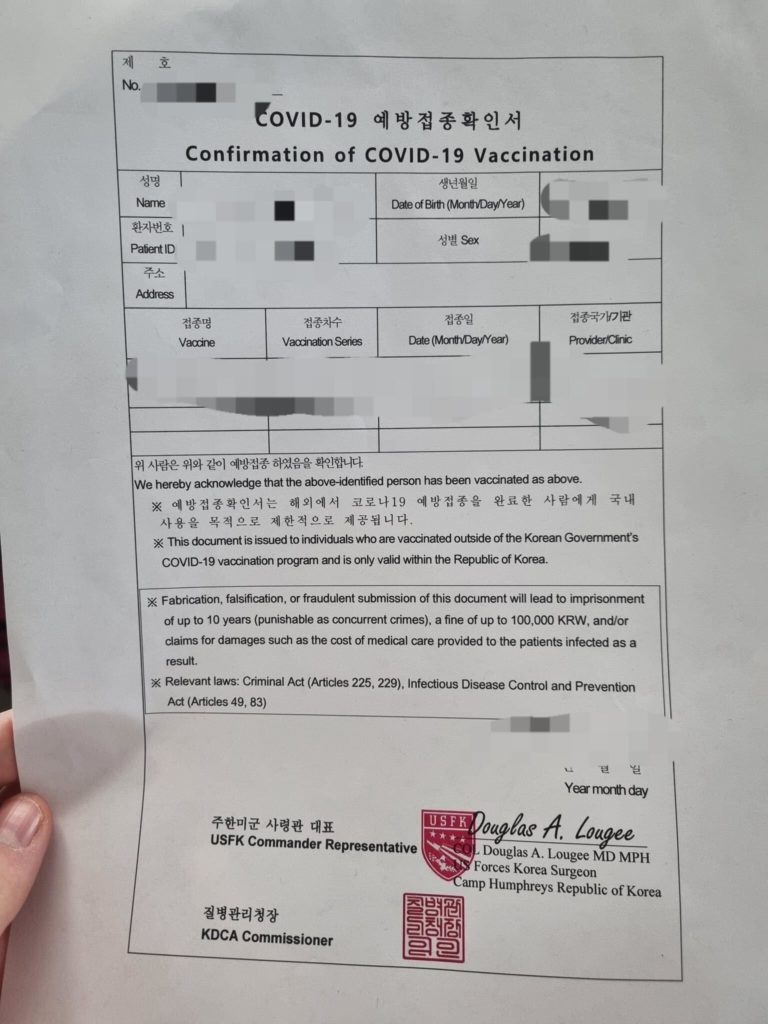 제 호
No.
COVID-19 예방접종확인서
Confirmation of COVID-19 Vaccination
성명
Name
생년월일
Date of Birth (Month/Day/Year)
환자번호
Patient ID
성별 Sex
주소
Address
접종명
Vaccine
접종차수
Vaccination Series
접종일
Date (Month/Day/Year)
접종국가/기관
Provider/Clinic
위 사람은 위와 같이 예방접종 하였음을 확인합니다.
We hereby acknowledge that the above-identified person has been vaccinated as above.
※ 예방접종확인서는 해외에서 코로나19 예방접종을 완료한 사람에게 국내
사용을 목적으로 제한적으로 제공됩니다.
※ This document is issued to individuals who are vaccinated outside of the Korean Government's
COVID-19 vaccination program and is only valid within the Republic of Korea.
※ Fabrication, falsification, or fraudulent submission of this document will lead to imprisonment
of up to 10 years (punishable as concurrent crimes), a fine of up to 100,000 KRW, and/or
claims for damages such as the cost of medical care provided to the patients infected as a
result.
※ Relevant laws: Criminal Act (Articles 225, 229), Infectious Disease Control and Prevention
Act (Articles 49, 83)
월 일
Year month day
주한미군 사령관 대표
USFK Commander Representative
USFK
Douglas A. Lougee
COL Douglas A. Lougee MD MPH
US Forces Korea Surgeon
Camp Humphreys Republic of Korea
질병관리청장
KDCA Commissioner